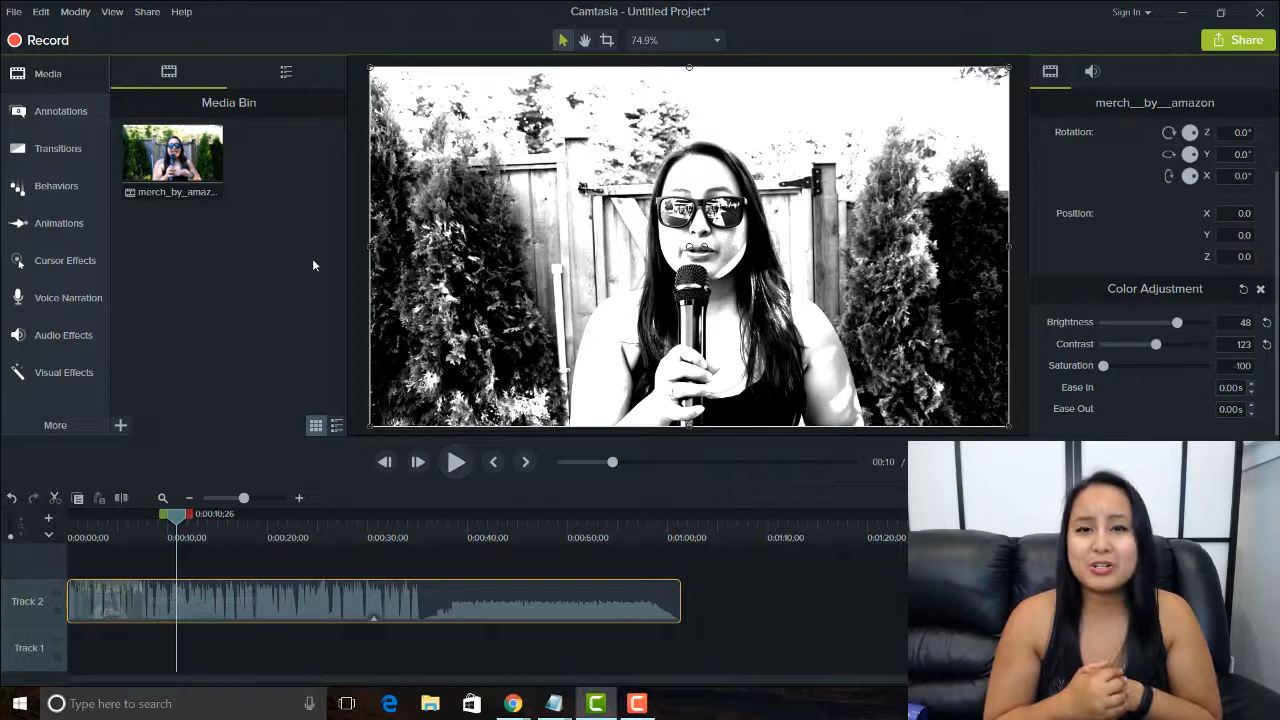 File Edit Modify View Share Help
Camtasia - Untitled Project*
Sign In
Record
74.9%
Share
Media
Annotations
Transitions
Behaviors
Animations
Cursor Effects
Voice Narration
Audio Effects
Visual Effects
More
Media Bin
merch_by_amaz...
merch__by__amazon
Rotation: Z 0.0°
Y 0.0°
X 0.0°
Position: X 0.0
Y 0.0
Z 0.0
Color Adjustment
Brightness 48
Contrast 123
Saturation -100
Ease In 0.00s
Ease Out 0.00s
00:10 /
0:00:10;26
0:00:00;00 0:00:10;00 0:00:20;00 0:00:30;00 0:00:40;00 0:00:50;00 0:01:00;00 0:01:10;00 0:01:20;00
Track 2
Track 1
Type here to search